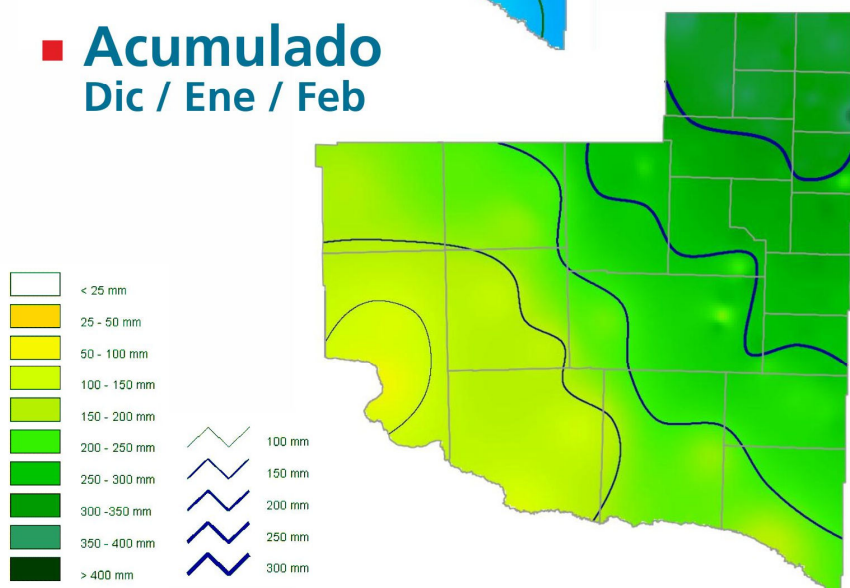 Acumulado
Dic / Ene / Feb
< 25 mm
25 - 50 mm
50 - 100 mm
100 - 150 mm
150 - 200 mm
200 - 250 mm
250 - 300 mm
300 -350 mm
350 - 400 mm
> 400 mm
100 mm
150 mm
200 mm
250 mm
300 mm